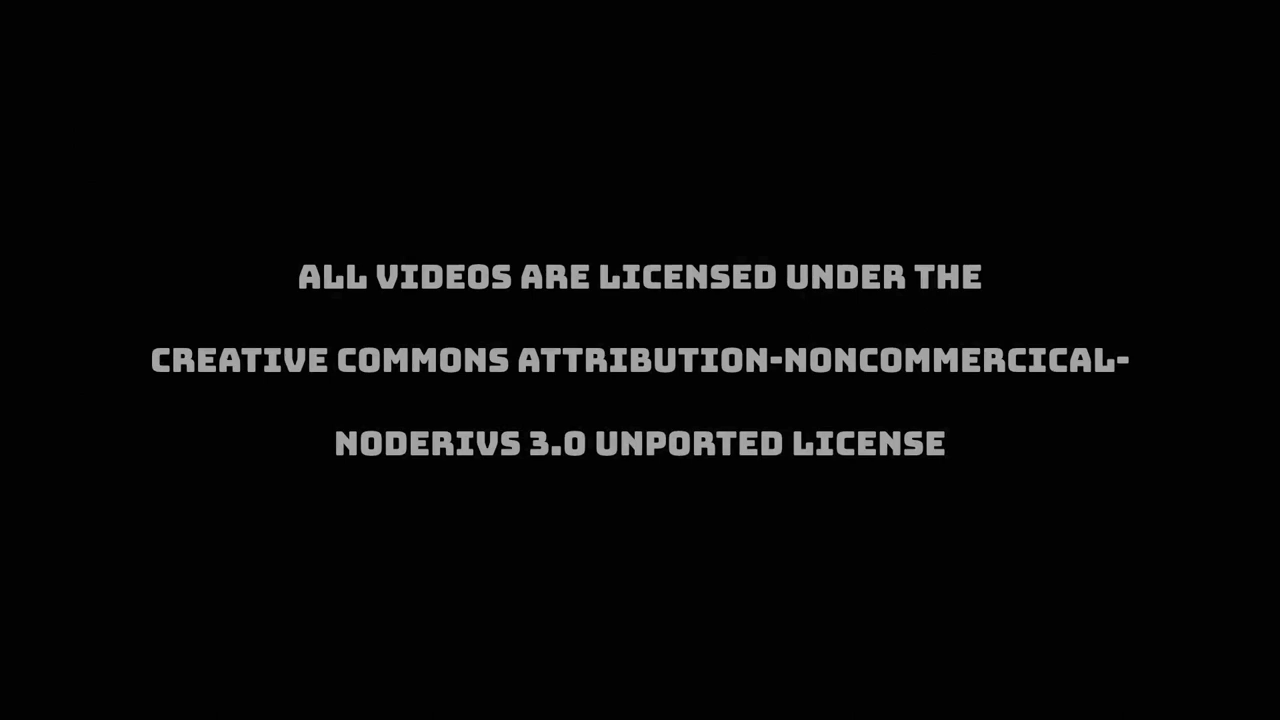 ALL VIDEOS ARE LICENSED UNDER THE
CREATIVE COMMONS ATTRIBUTION-NONCOMMERCICAL-
NODERIVS 3.0 UNPORTED LICENSE